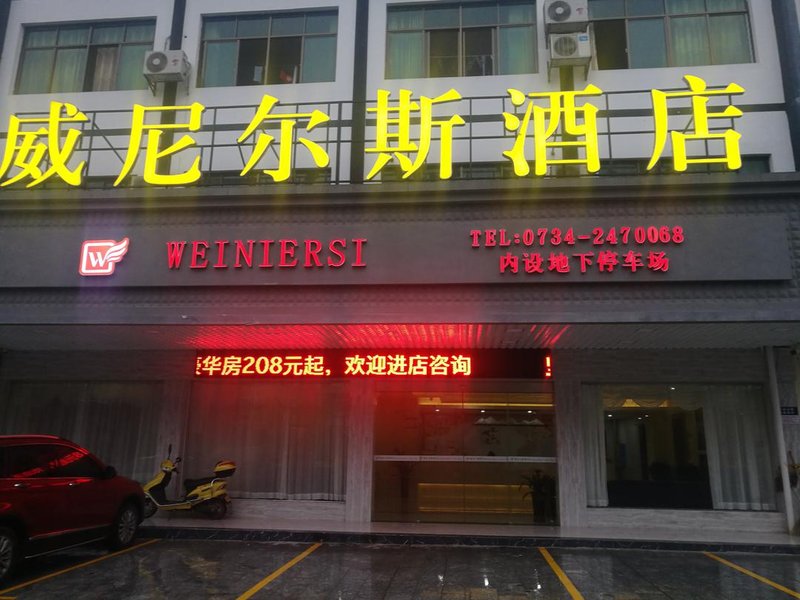 威尼尔斯酒店
W
WEINIERSI
TEL:0734-2470068
内设地下停车场
豪华房208元起，欢迎进店咨询 !